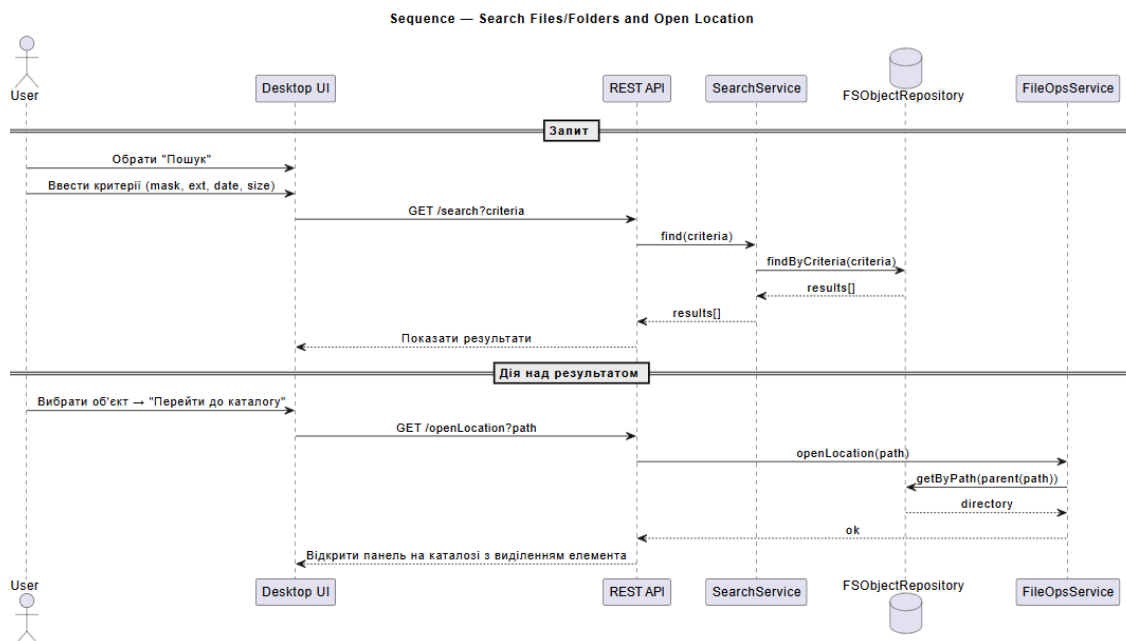 Sequence — Search Files/Folders and Open Location
User
Desktop UI
REST API
SearchService
FSObjectRepository
FileOpsService
Запит
Обрати "Пошук"
Ввести критерії (mask, ext, date, size)
GET /search?criteria
find(criteria)
findByCriteria(criteria)
results[]
results[]
Показати результати
Дія над результатом
Вибрати об'єкт → "Перейти до каталогу"
GET /openLocation?path
openLocation(path)
getByPath(parent(path))
directory
ok
Відкрити панель на каталозі з виділенням елемента
User
Desktop UI
REST API
SearchService
FSObjectRepository
FileOpsService